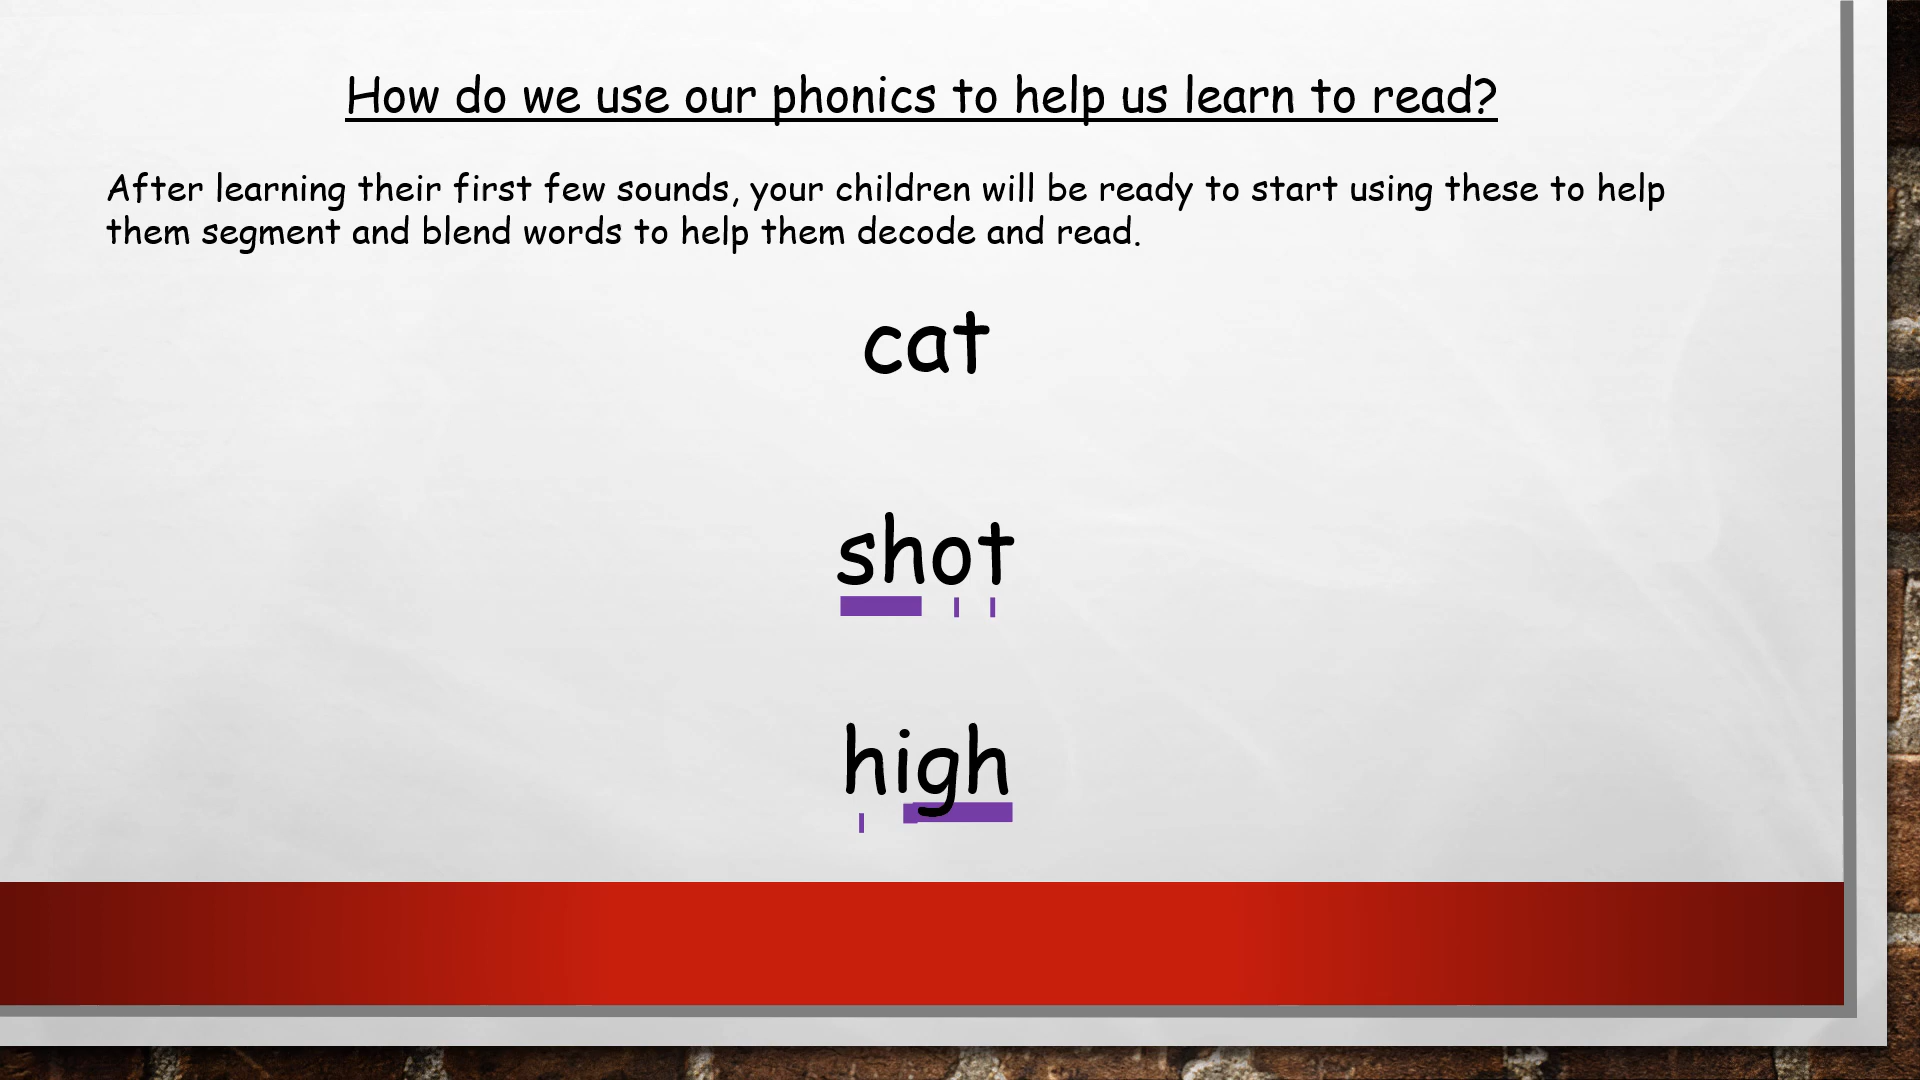 How do we use our phonics to help us learn to read?
After learning their first few sounds, your children will be ready to start using these to help
them segment and blend words to help them decode and read.
cat
shot
high